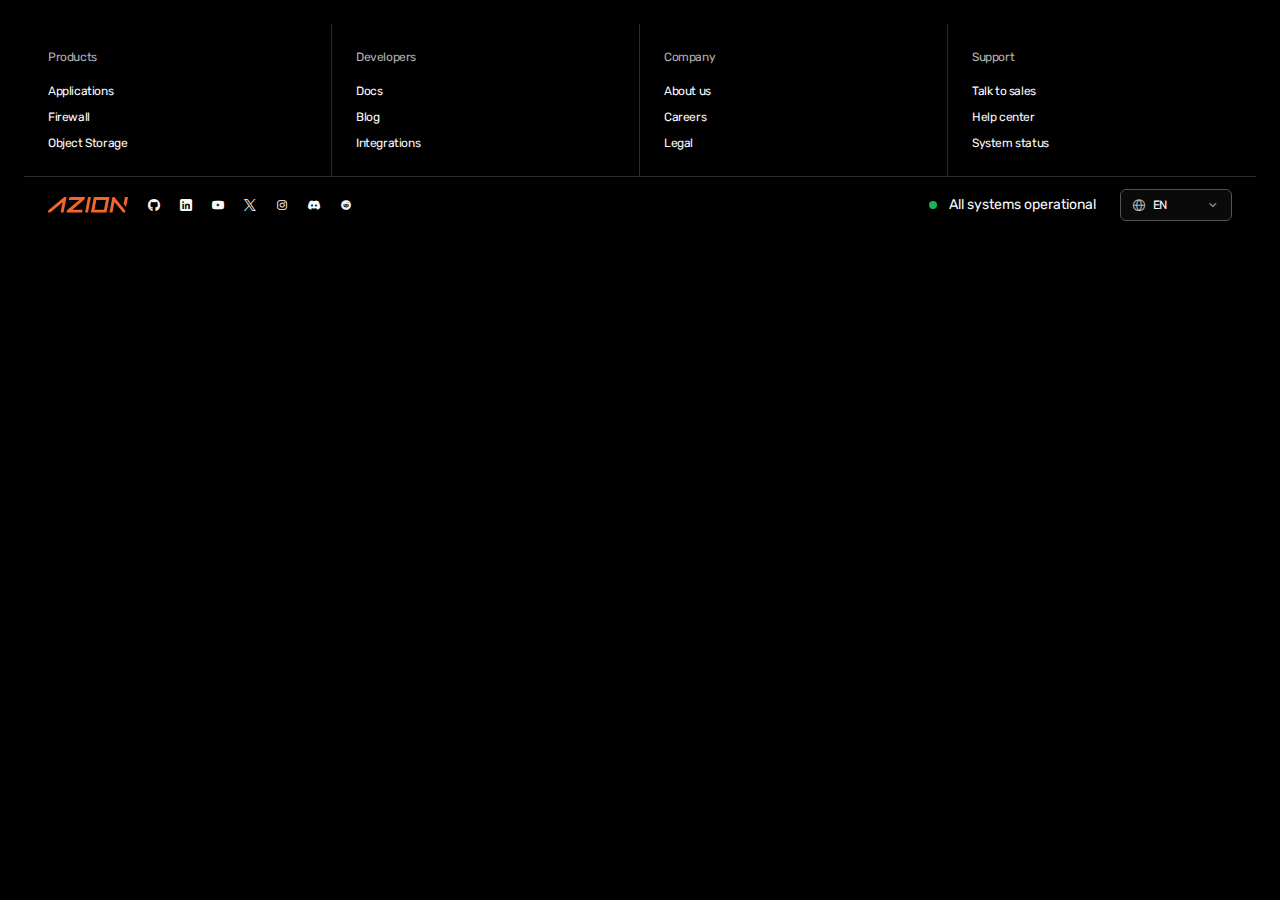 Products
Applications
Firewall
Object Storage
Developers
Docs
Blog
Integrations
Company
About us
Careers
Legal
Support
Talk to sales
Help center
System status
AZION
All systems operational
EN